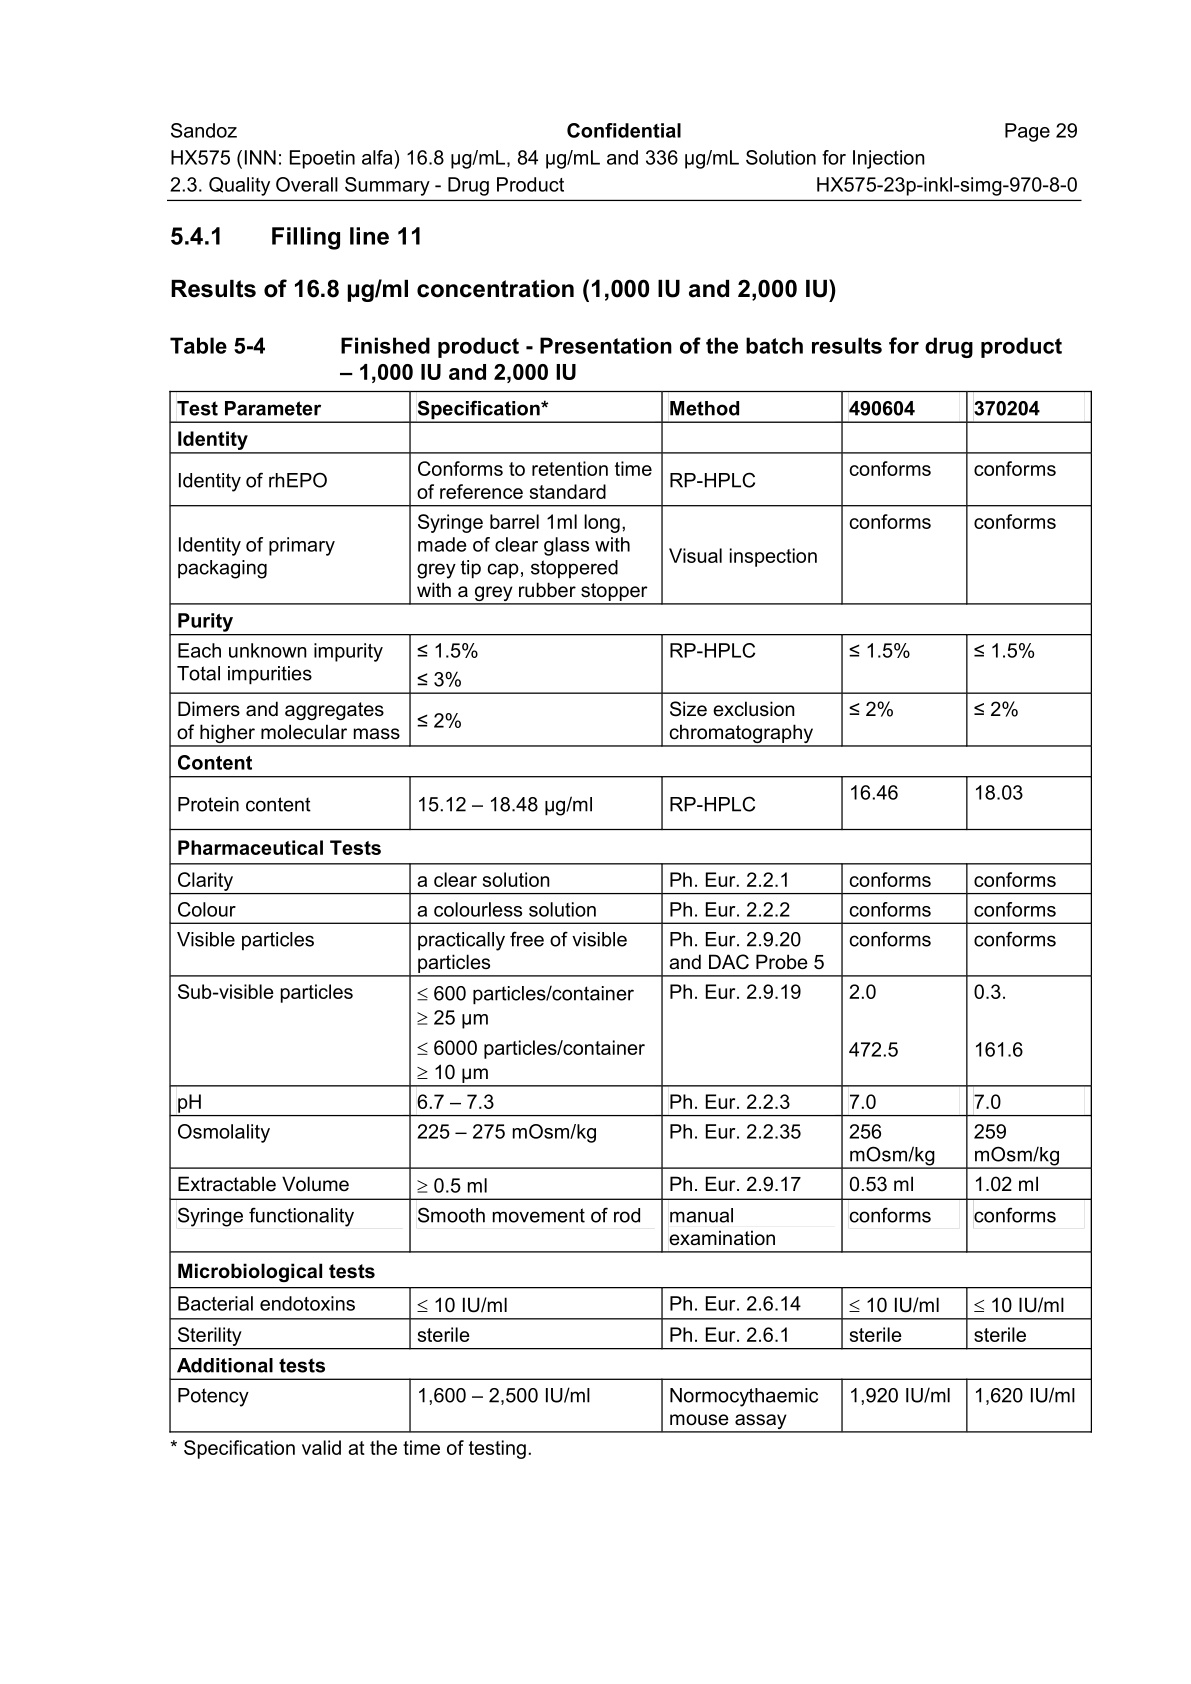 Sandoz Confidential Page 29
HX575 (INN: Epoetin alfa) 16.8 µg/mL, 84 µg/mL and 336 µg/mL Solution for Injection
2.3. Quality Overall Summary - Drug Product HX575-23p-inkl-simg-970-8-0
5.4.1 Filling line 11
Results of 16.8 µg/ml concentration (1,000 IU and 2,000 IU)
Table 5-4 Finished product - Presentation of the batch results for drug product
– 1,000 IU and 2,000 IU
Test Parameter Specification* Method 490604 370204
Identity
Identity of rhEPO
Conforms to retention time
of reference standard
RP-HPLC
conforms conforms
Identity of primary
packaging
Syringe barrel 1ml long,
made of clear glass with
grey tip cap, stoppered
with a grey rubber stopper
Visual inspection
conforms conforms
Purity
Each unknown impurity
Total impurities
≤ 1.5%
≤ 3%
RP-HPLC
≤ 1.5% ≤ 1.5%
Dimers and aggregates
of higher molecular mass
≤ 2%
Size exclusion
chromatography
≤ 2% ≤ 2%
Content
Protein content 15.12 – 18.48 µg/ml RP-HPLC 16.46 18.03
Pharmaceutical Tests
Clarity a clear solution Ph. Eur. 2.2.1 conforms conforms
Colour a colourless solution Ph. Eur. 2.2.2 conforms conforms
Visible particles
practically free of visible
particles
Ph. Eur. 2.9.20
and DAC Probe 5
conforms conforms
Sub-visible particles
≤ 600 particles/container
≥ 25 µm
≤ 6000 particles/container
≥ 10 µm
Ph. Eur. 2.9.19
2.0
472.5
0.3.
161.6
pH 6.7 – 7.3 Ph. Eur. 2.2.3 7.0 7.0
Osmolality 225 – 275 mOsm/kg Ph. Eur. 2.2.35
256
mOsm/kg
259
mOsm/kg
Extractable Volume ≥ 0.5 ml Ph. Eur. 2.9.17 0.53 ml 1.02 ml
Syringe functionality Smooth movement of rod
manual
examination
conforms conforms
Microbiological tests
Bacterial endotoxins ≤ 10 IU/ml Ph. Eur. 2.6.14 ≤ 10 IU/ml ≤ 10 IU/ml
Sterility sterile Ph. Eur. 2.6.1 sterile sterile
Additional tests
Potency 1,600 – 2,500 IU/ml
Normocythaemic
mouse assay
1,920 IU/ml 1,620 IU/ml
* Specification valid at the time of testing.